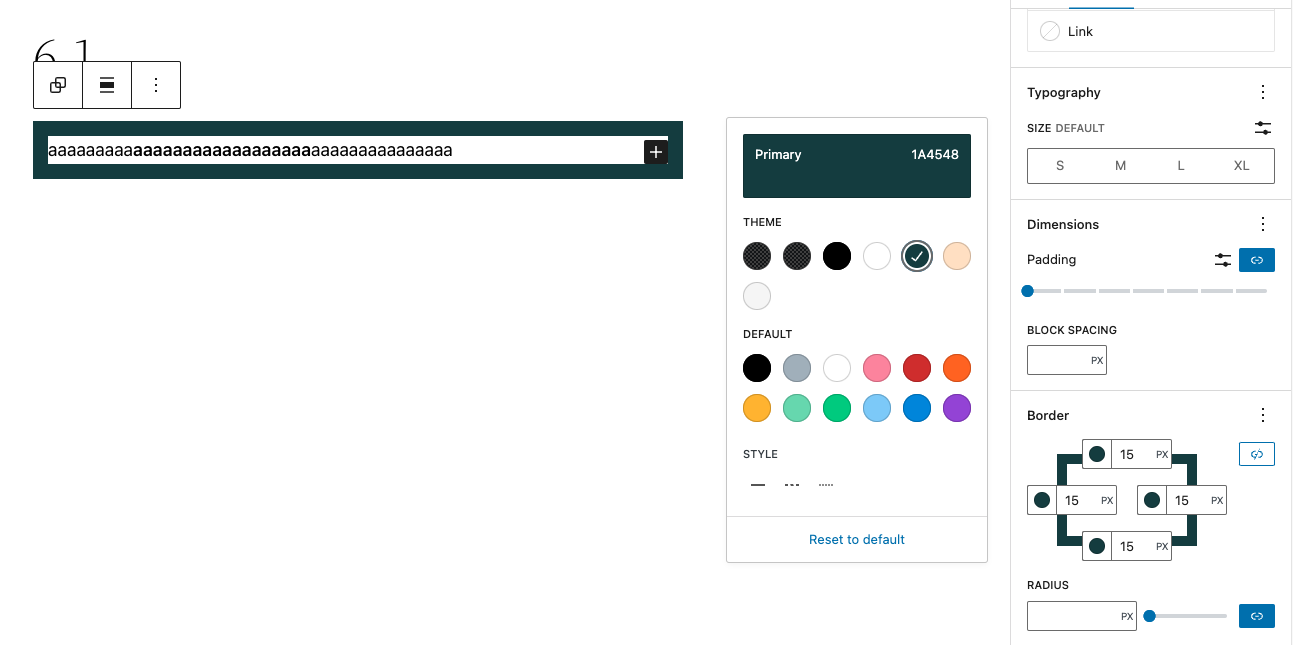 6.1
aaaaaaaaaaaaaaaaaaaaaaaaaaaaaaaaaaaaaaaaaa
Primary 1A4548
THEME
DEFAULT
STYLE
Reset to default
Link
Typography
SIZE DEFAULT
S M L XL
Dimensions
Padding
BLOCK SPACING
PX
Border
15 PX
15 PX 15 PX
15 PX
RADIUS
PX